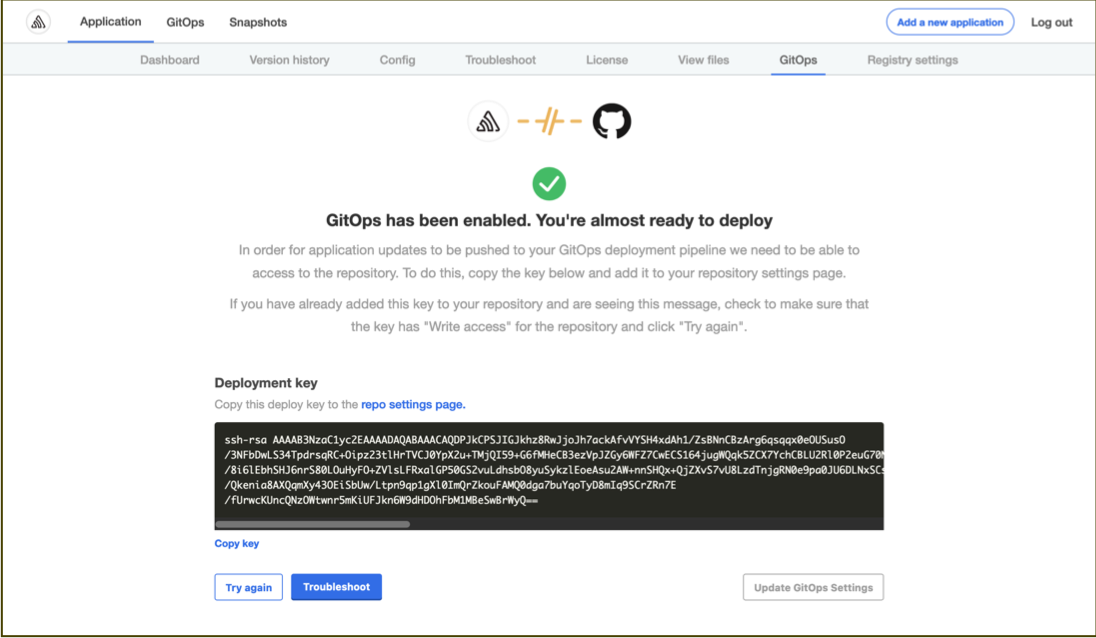 Application GitOps Snapshots Add a new application Log out
Dashboard Version history Config Troubleshoot License View files GitOps Registry settings
GitOps has been enabled. You're almost ready to deploy
In order for application updates to be pushed to your GitOps deployment pipeline we need to be able to
access to the repository. To do this, copy the key below and add it to your repository settings page.
If you have already added this key to your repository and are seeing this message, check to make sure that
the key has "Write access" for the repository and click "Try again".
Deployment key
Copy this deploy key to the repo settings page.
ssh-rsa AAAAB3NzaC1yc2EAAAADAQABAAACAQDPJkCPSJIGJkhz8RwJjoJh7ackAfvVYSH4xdAh1/ZsBNnCBzArg6qsqqx0eOUSusO
/3NFbDwLS34TpdrsqRC+Oipz23tlHrTVCJ0YpX2u+TMjQI59+G6fMHeCB3ezVpJZGy6WFZ7CwECS164jugWQqk5ZCX7YchCBLU2Rl0P2euG70N
/8i6lEbhSHJ6nrS80LOuHyFO+ZVlsLFRxalGP50GS2vuLdhsbO8yuSykzlEoeAsu2AW+nnSHQx+QjZXvS7vU8LzdTnjgRN0e9pa0JU6DLNxSCs
/Qkenia8AXQqmXy43OEiSbUw/Ltpn9qp1gXl0ImQrZkouFAMQ0dga7buYqoTyD8mIq9SCrZRn7E
/fUrwcKUncQNzOWtwnr5mKiUFJkn6W9dHDOhFbM1MBeSwBrWyQ==
Copy key
Try again Troubleshoot Update GitOps Settings